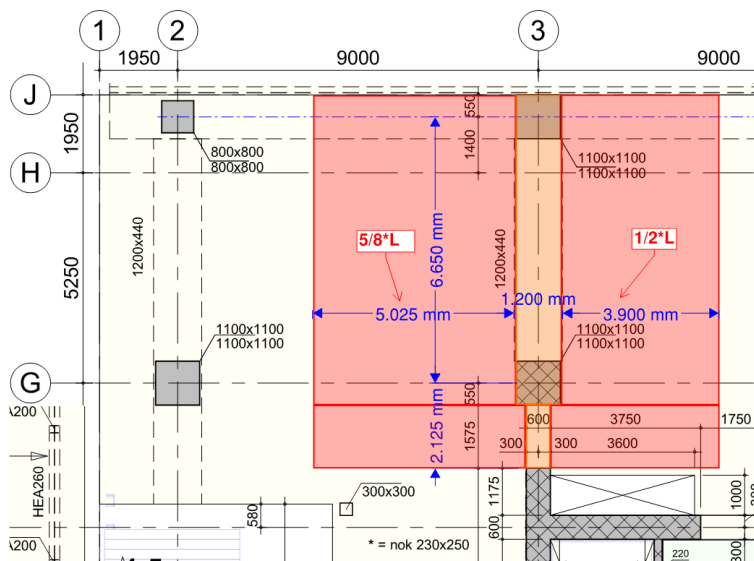 1
2
3
1950
9000
9000
J
H
G
1950
5250
550
1400
800x800
800x800
1100x1100
1100x1100
1200x440
5/8*L
6.650 mm
1200x440
1/2*L
1.200 mm
5.025 mm
3.900 mm
1100x1100
1100x1100
1100x1100
1100x1100
550
2.125 mm
1575
600
3750
1750
300
300
3600
A200
HEA260
A200
300x300
580
1175
600
1000
300
* = nok 230x250
220